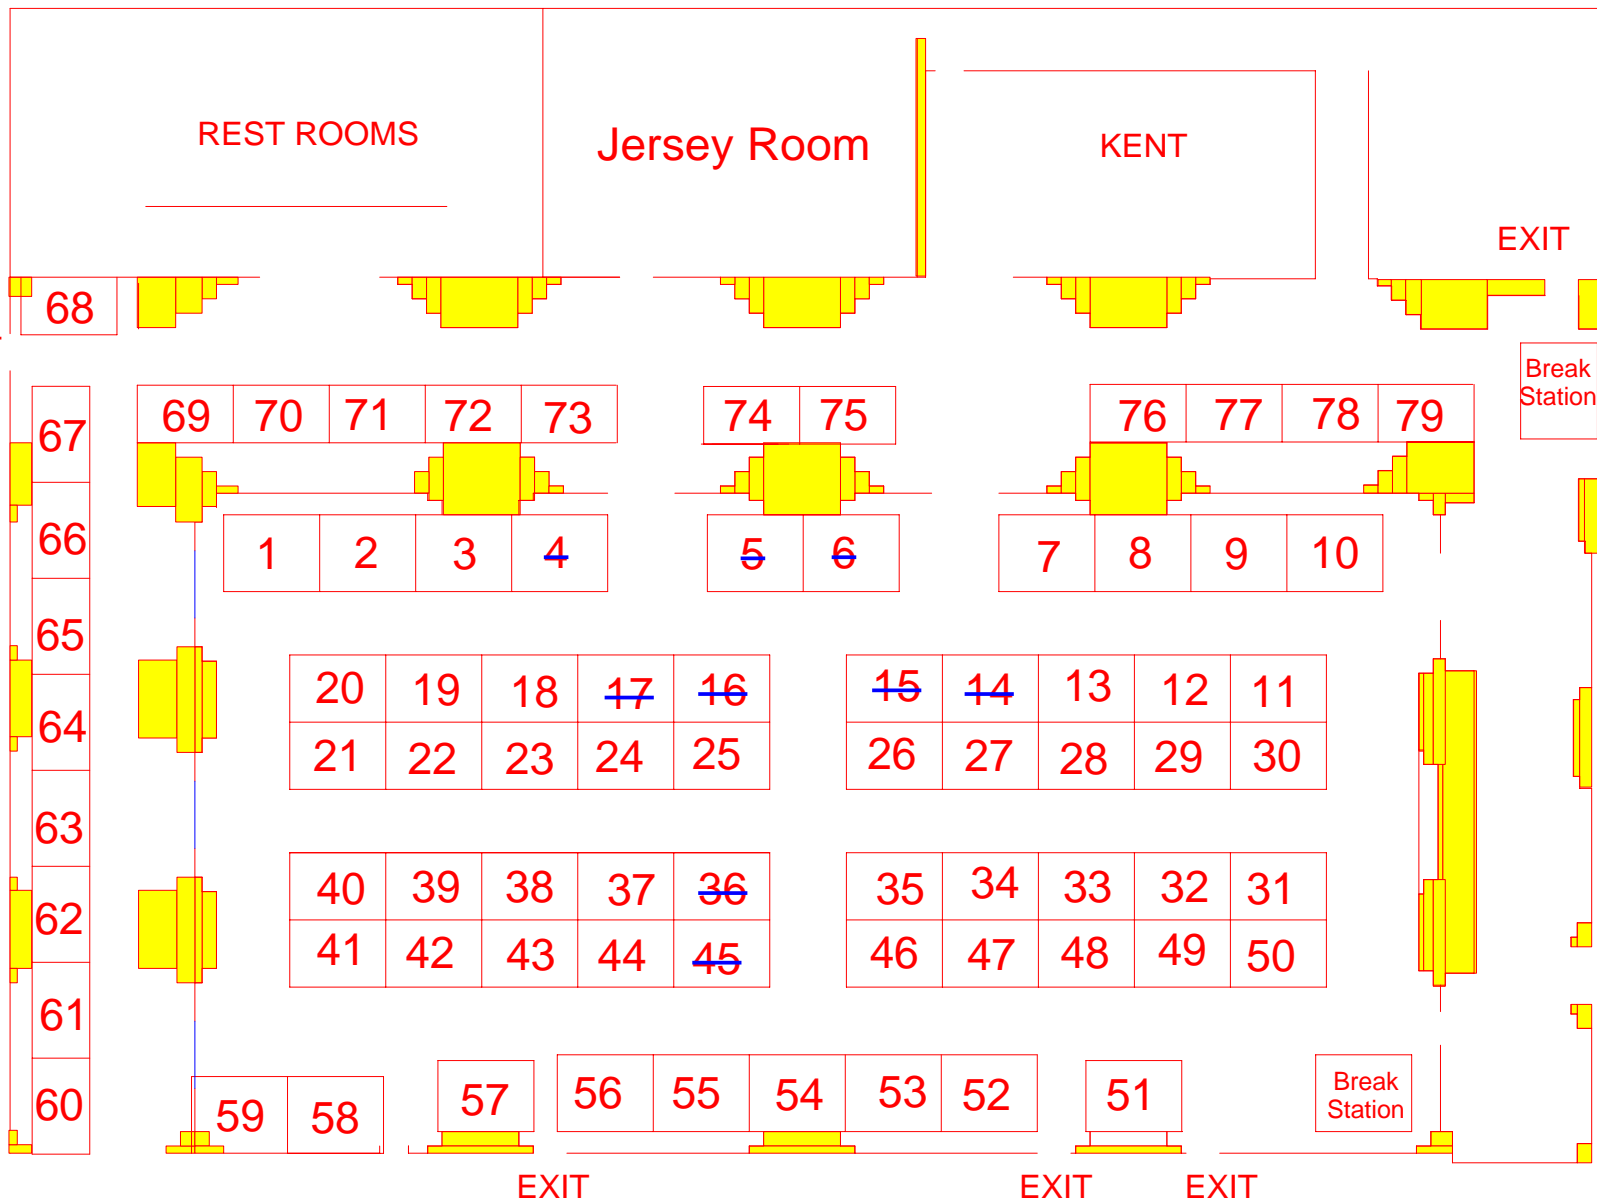 REST ROOMS
Jersey Room
KENT
EXIT
68
Break
Station
67
69 70 71 72 73 74 75 76 77 78 79
66
1 2 3 4 5 6 7 8 9 10
65
20 19 18 17 16 15 14 13 12 11
64
21 22 23 24 25 26 27 28 29 30
63
62
40 39 38 37 36 35 34 33 32 31
41 42 43 44 45 46 47 48 49 50
61
60
59 58 57 56 55 54 53 52 51
Break
Station
EXIT EXIT EXIT